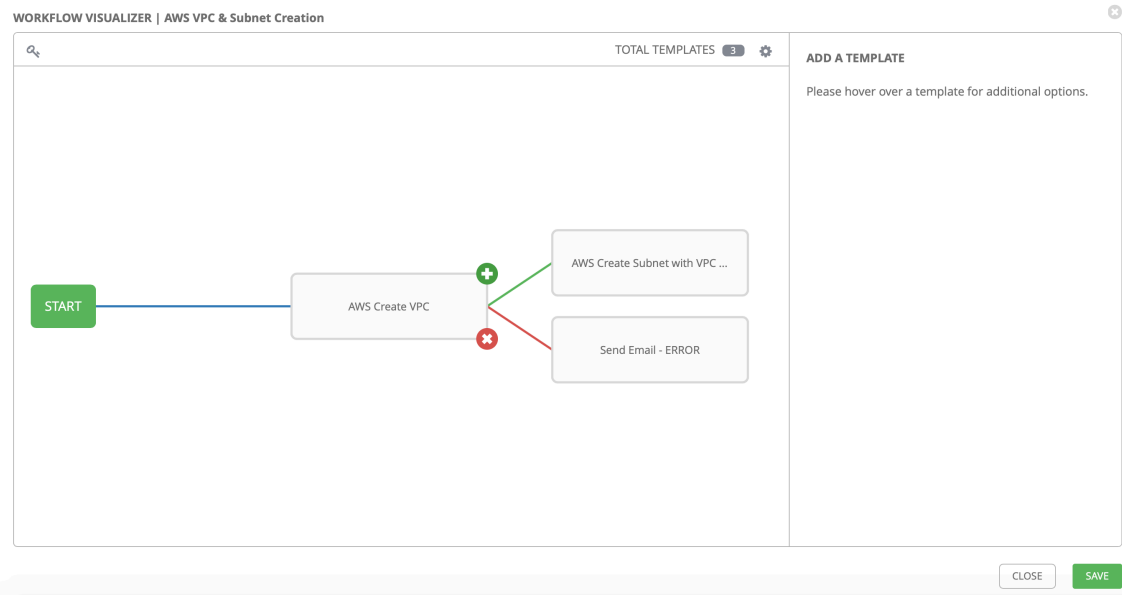 WORKFLOW VISUALIZER | AWS VPC & Subnet Creation
TOTAL TEMPLATES 3
ADD A TEMPLATE
Please hover over a template for additional options.
START
AWS Create VPC
AWS Create Subnet with VPC ...
Send Email - ERROR
CLOSE
SAVE